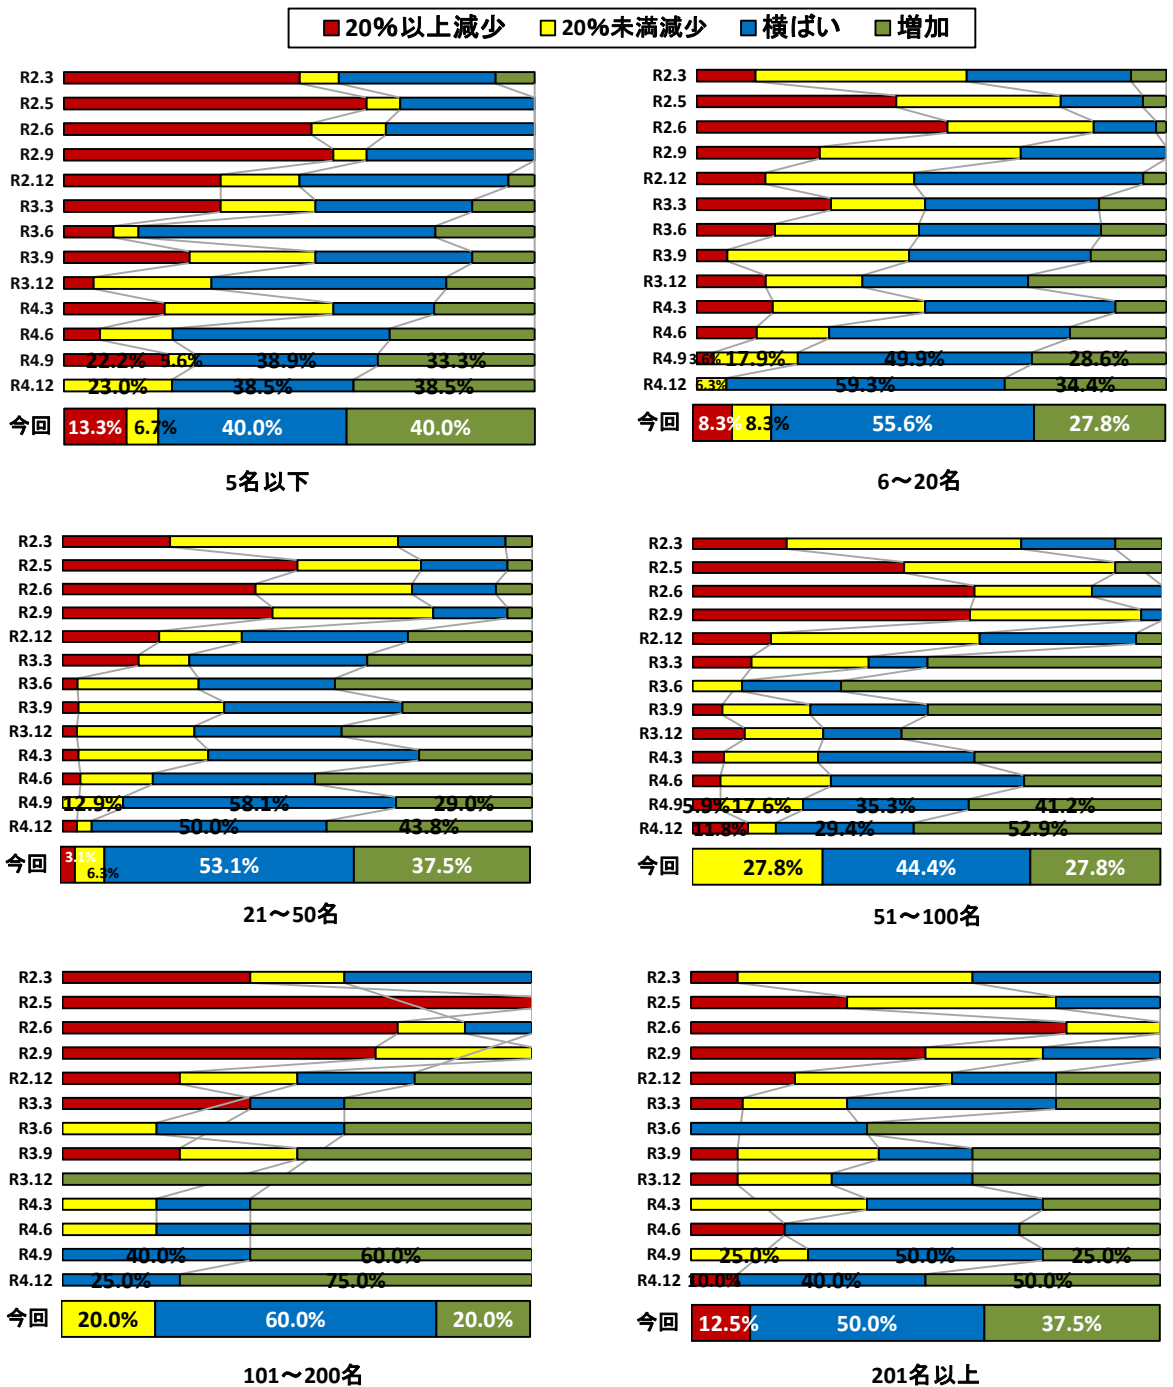 20%以上減少 20%未満減少 横ばい 増加
R2.3
R2.5
R2.6
R2.9
R2.12
R3.3
R3.6
R3.9
R3.12
R4.3
R4.6
R4.9 22.2% 5.6% 38.9% 33.3%
R4.12 23.0% 38.5% 38.5%
今回 13.3% 6.7% 40.0% 40.0%
5名以下
R2.3
R2.5
R2.6
R2.9
R2.12
R3.3
R3.6
R3.9
R3.12
R4.3
R4.6
R4.9 3.6% 17.9% 49.9% 28.6%
R4.12 6.3% 59.3% 34.4%
今回 8.3% 8.3% 55.6% 27.8%
6~20名
R2.3
R2.5
R2.6
R2.9
R2.12
R3.3
R3.6
R3.9
R3.12
R4.3
R4.6
R4.9 12.9% 58.1% 29.0%
R4.12 50.0% 43.8%
今回 3.1% 6.3% 53.1% 37.5%
21~50名
R2.3
R2.5
R2.6
R2.9
R2.12
R3.3
R3.6
R3.9
R3.12
R4.3
R4.6
R4.9 5.9% 17.6% 35.3% 41.2%
R4.12 11.8% 29.4% 52.9%
今回 27.8% 44.4% 27.8%
51~100名
R2.3
R2.5
R2.6
R2.9
R2.12
R3.3
R3.6
R3.9
R3.12
R4.3
R4.6
R4.9 40.0% 60.0%
R4.12 25.0% 75.0%
今回 20.0% 60.0% 20.0%
101~200名
R2.3
R2.5
R2.6
R2.9
R2.12
R3.3
R3.6
R3.9
R3.12
R4.3
R4.6
R4.9 25.0% 50.0% 25.0%
R4.12 10.0% 40.0% 50.0%
今回 12.5% 50.0% 37.5%
201名以上